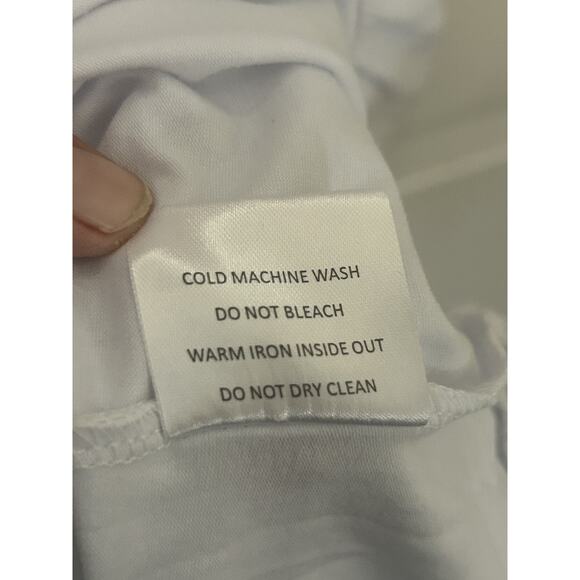 COLD MACHINE WASH
DO NOT BLEACH
WARM IRON INSIDE OUT
DO NOT DRY CLEAN